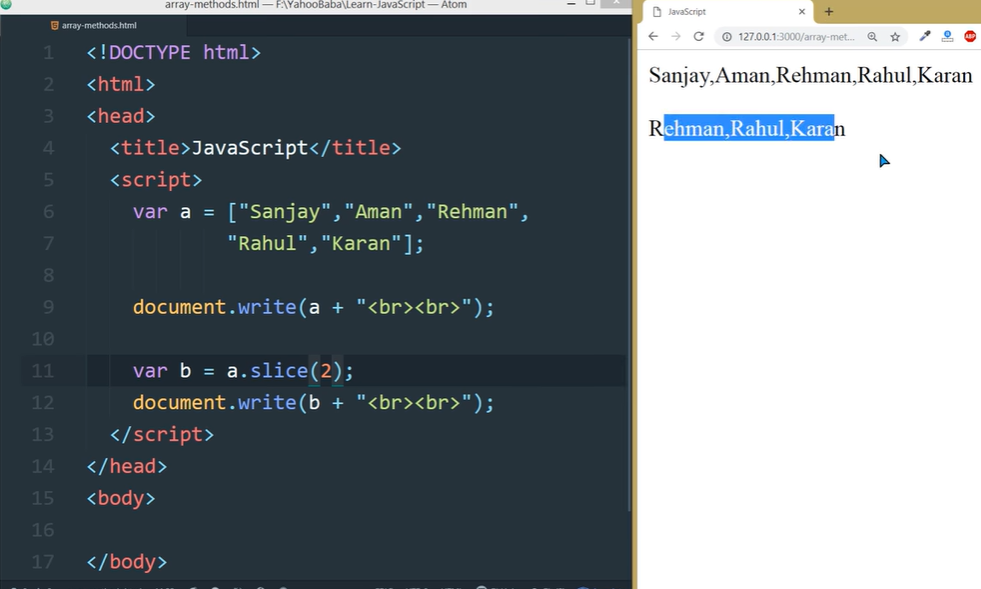 array-methods.html — F:\YahooBaba\Learn-JavaScript — Atom
array-methods.html
1 <!DOCTYPE html>
2 <html>
3 <head>
4 <title>JavaScript</title>
5 <script>
6 var a = ["Sanjay","Aman","Rehman",
7 "Rahul","Karan"];
8
9 document.write(a + "<br><br>");
10
11 var b = a.slice(2);
12 document.write(b + "<br><br>");
13 </script>
14 </head>
15 <body>
16
17 </body>
JavaScript
127.0.0.1:3000/array-met...
ABP
Sanjay,Aman,Rehman,Rahul,Karan
Rehman,Rahul,Karan